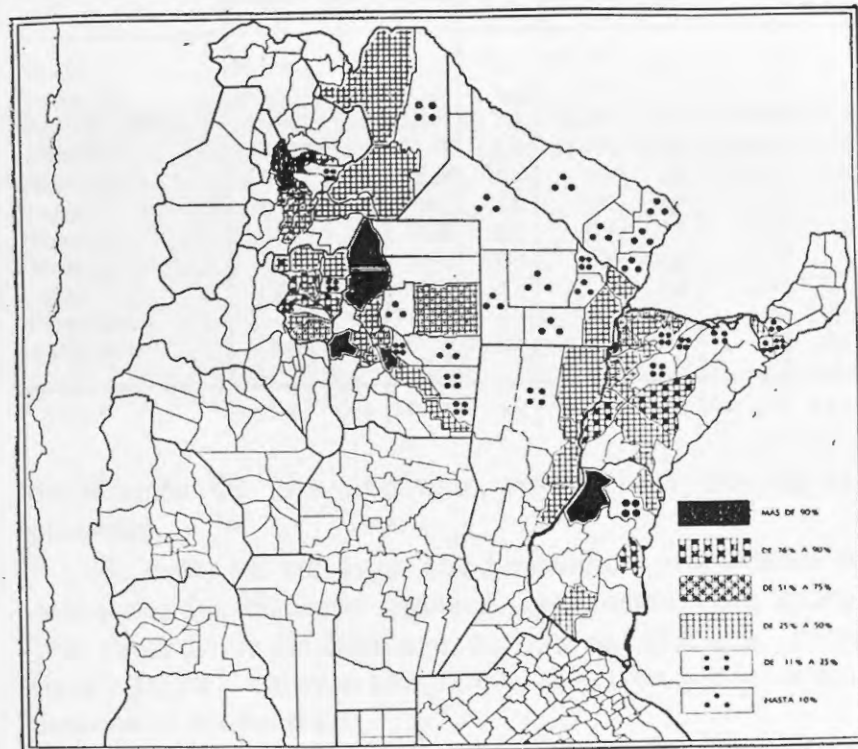 MAS DE 90%
DE 76% A 90%
DE 51% A 75%
DE 25% A 50%
DE 11% A 25%
HASTA 10%